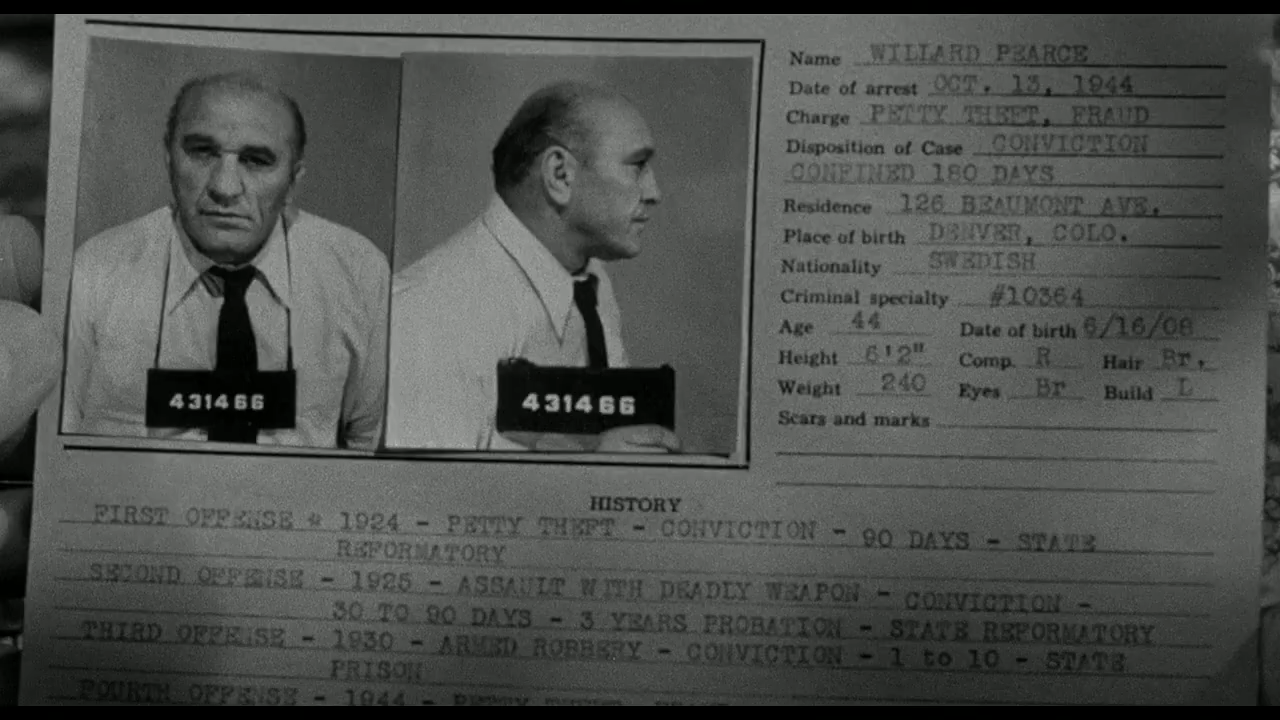 431466
431466
Name WILLARD PEARCE
Date of arrest OCT. 13, 1944
Charge PETTY THEFT, FRAUD
Disposition of Case CONVICTION
CONFINED 180 DAYS
Residence 126 BEAUMONT AVE.
Place of birth DENVER, COLO.
Nationality SWEDISH
Criminal specialty #10364
Age 44 Date of birth 6/16/08
Height 6'2" Comp. R Hair Br.
Weight 240 Eyes Br Build L
Scars and marks
HISTORY
FIRST OFFENSE * 1924 - PETTY THEFT - CONVICTION - 90 DAYS - STATE
REFORMATORY
SECOND OFFENSE - 1925 - ASSAULT WITH DEADLY WEAPON - CONVICTION -
30 TO 90 DAYS - 3 YEARS PROBATION - STATE REFORMATORY
THIRD OFFENSE - 1930 - ARMED ROBBERY - CONVICTION - 1 to 10 - STATE
PRISON
FOURTH OFFENSE - 1944 - PETTY THEFT,